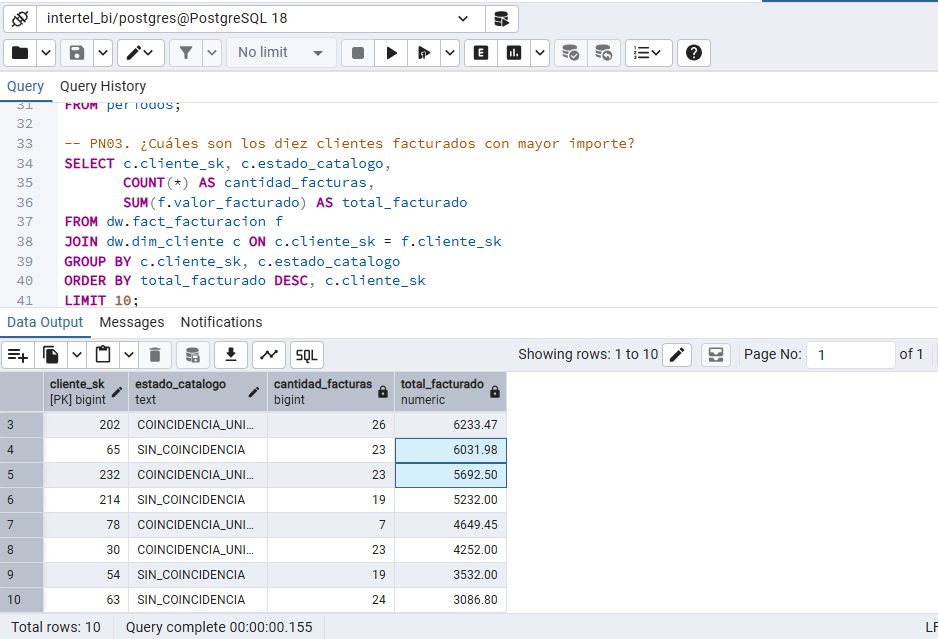 intertel_bi/postgres@PostgreSQL 18
No limit
E
Query Query History
31 FROM periodos;
32
33 -- PN03. ¿Cuáles son los diez clientes facturados con mayor importe?
34 SELECT c.cliente_sk, c.estado_catalogo,
35 COUNT(*) AS cantidad_facturas,
36 SUM(f.valor_facturado) AS total_facturado
37 FROM dw.fact_facturacion f
38 JOIN dw.dim_cliente c ON c.cliente_sk = f.cliente_sk
39 GROUP BY c.cliente_sk, c.estado_catalogo
40 ORDER BY total_facturado DESC, c.cliente_sk
41 LIMIT 10;
Data Output Messages Notifications
SQL Showing rows: 1 to 10 Page No: 1 of 1
cliente_sk estado_catalogo cantidad_facturas total_facturado
[PK] bigint text bigint numeric
3 202 COINCIDENCIA_UNI... 26 6233.47
4 65 SIN_COINCIDENCIA 23 6031.98
5 232 COINCIDENCIA_UNI... 23 5692.50
6 214 SIN_COINCIDENCIA 19 5232.00
7 78 COINCIDENCIA_UNI... 7 4649.45
8 30 COINCIDENCIA_UNI... 23 4252.00
9 54 SIN_COINCIDENCIA 19 3532.00
10 63 SIN_COINCIDENCIA 24 3086.80
Total rows: 10 Query complete 00:00:00.155 LF